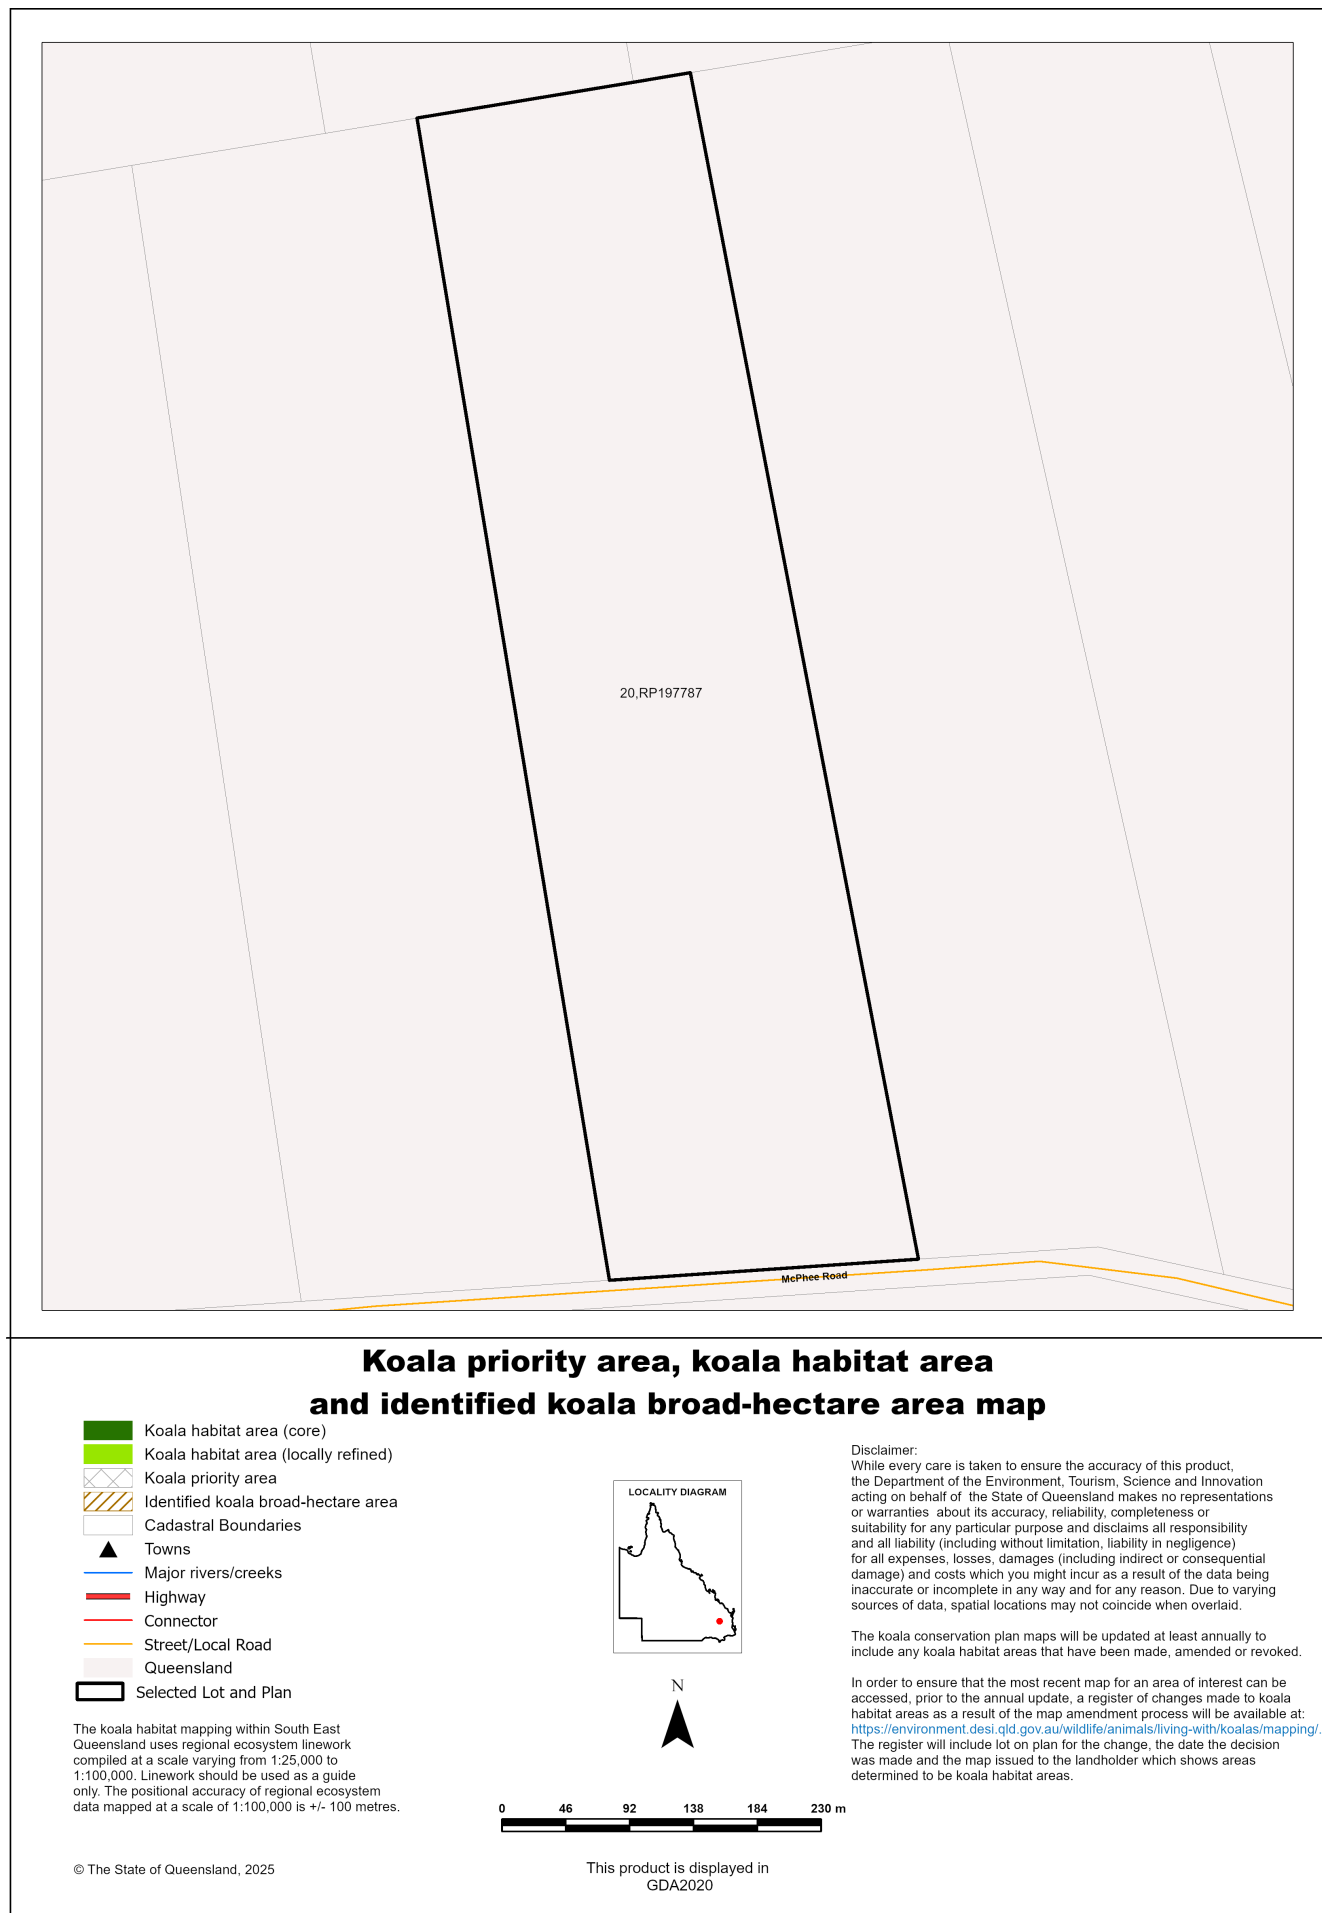 20,RP197787
McPhee Road
Koala priority area, koala habitat area
and identified koala broad-hectare area map
Koala habitat area (core)
Koala habitat area (locally refined)
Koala priority area
Identified koala broad-hectare area
Cadastral Boundaries
Towns
Major rivers/creeks
Highway
Connector
Street/Local Road
Queensland
Selected Lot and Plan
The koala habitat mapping within South East
Queensland uses regional ecosystem linework
compiled at a scale varying from 1:25,000 to
1:100,000. Linework should be used as a guide
only. The positional accuracy of regional ecosystem
data mapped at a scale of 1:100,000 is +/- 100 metres.
© The State of Queensland, 2025
LOCALITY DIAGRAM
N
0 46 92 138 184 230 m
This product is displayed in
GDA2020
Disclaimer:
While every care is taken to ensure the accuracy of this product,
the Department of the Environment, Tourism, Science and Innovation
acting on behalf of the State of Queensland makes no representations
or warranties about its accuracy, reliability, completeness or
suitability for any particular purpose and disclaims all responsibility
and all liability (including without limitation, liability in negligence)
for all expenses, losses, damages (including indirect or consequential
damage) and costs which you might incur as a result of the data being
inaccurate or incomplete in any way and for any reason. Due to varying
sources of data, spatial locations may not coincide when overlaid.
The koala conservation plan maps will be updated at least annually to
include any koala habitat areas that have been made, amended or revoked.
In order to ensure that the most recent map for an area of interest can be
accessed, prior to the annual update, a register of changes made to koala
habitat areas as a result of the map amendment process will be available at:
https://environment.desi.qld.gov.au/wildlife/animals/living-with/koalas/mapping/.
The register will include lot on plan for the change, the date the decision
was made and the map issued to the landholder which shows areas
determined to be koala habitat areas.